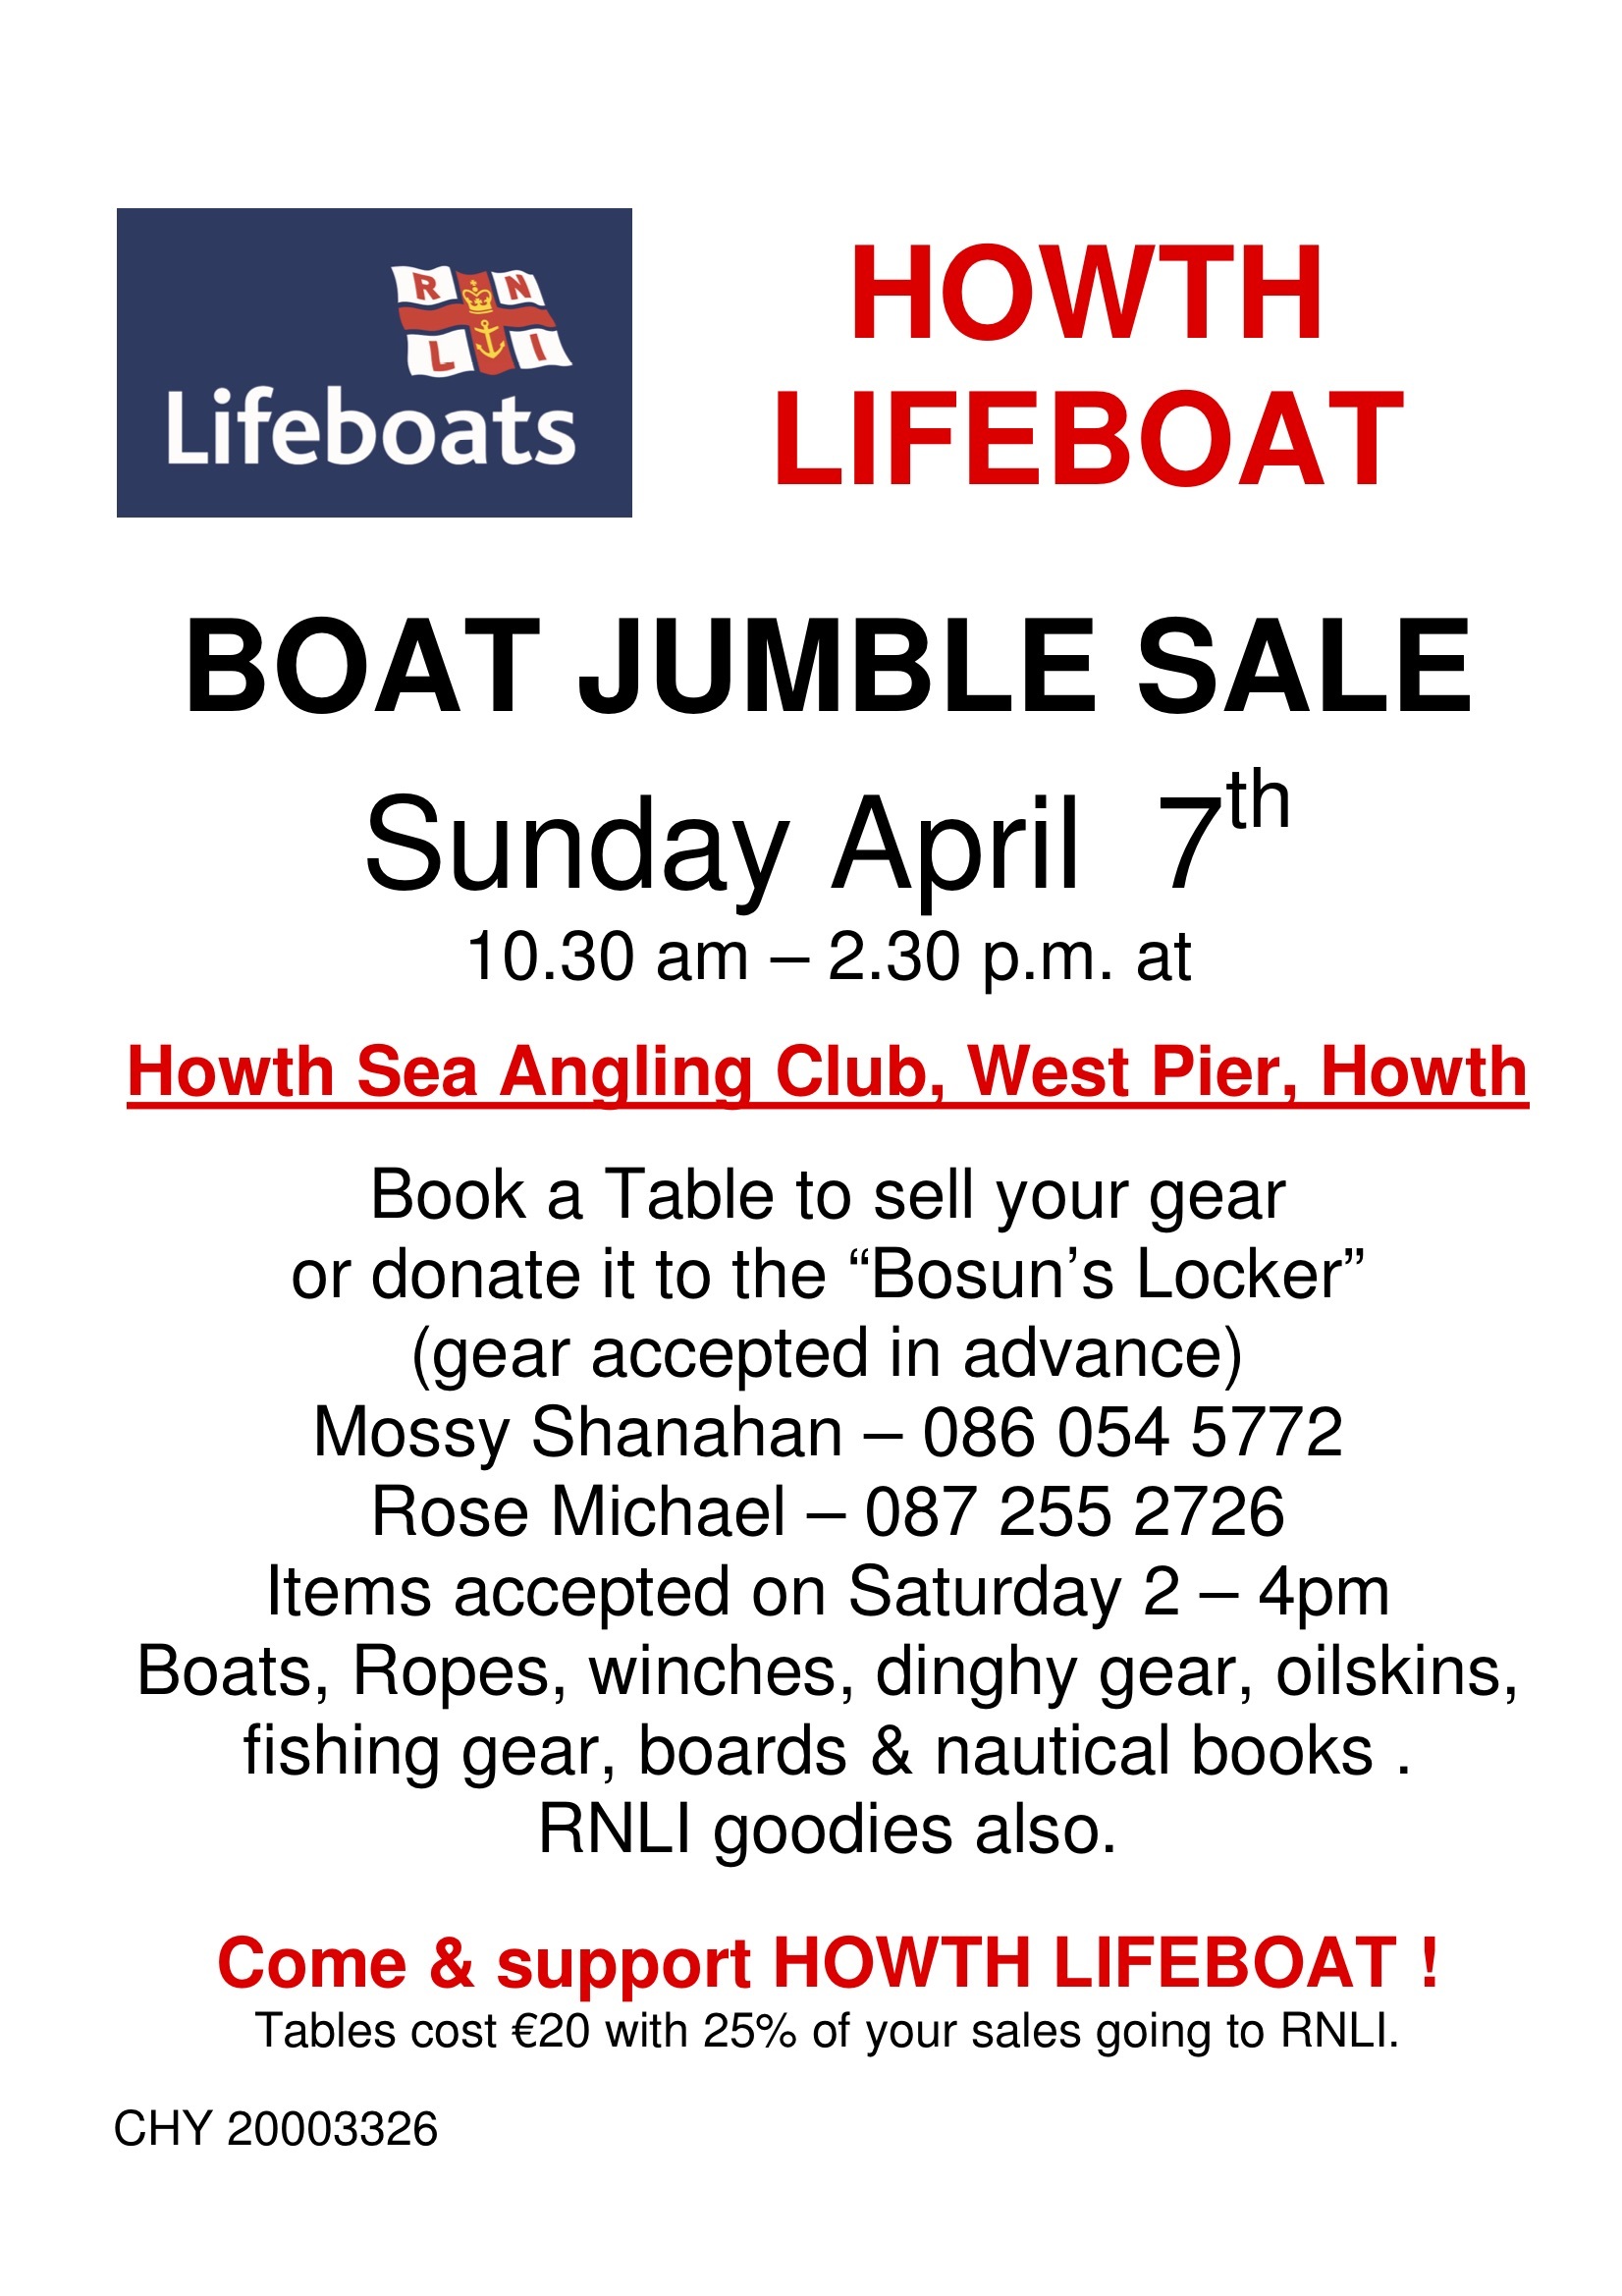 R N
L I
Lifeboats
HOWTH
LIFEBOAT
BOAT JUMBLE SALE
Sunday April 7th
10.30 am – 2.30 p.m. at
Howth Sea Angling Club, West Pier, Howth
Book a Table to sell your gear
or donate it to the “Bosun’s Locker”
(gear accepted in advance)
Mossy Shanahan – 086 054 5772
Rose Michael – 087 255 2726
Items accepted on Saturday 2 – 4pm
Boats, Ropes, winches, dinghy gear, oilskins,
fishing gear, boards & nautical books .
RNLI goodies also.
Come & support HOWTH LIFEBOAT !
Tables cost €20 with 25% of your sales going to RNLI.
CHY 20003326